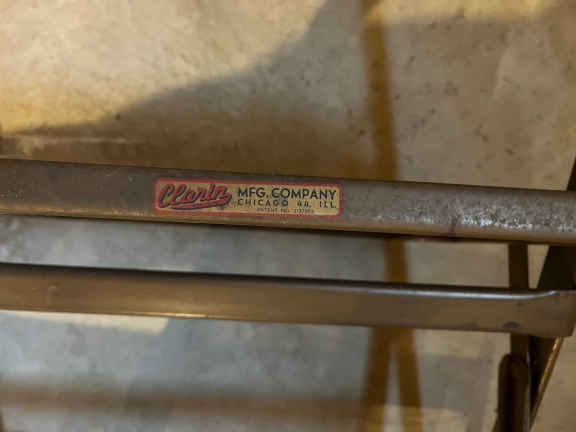 Clarin MFG. COMPANY
CHICAGO 44, ILL.
PATENT NO.